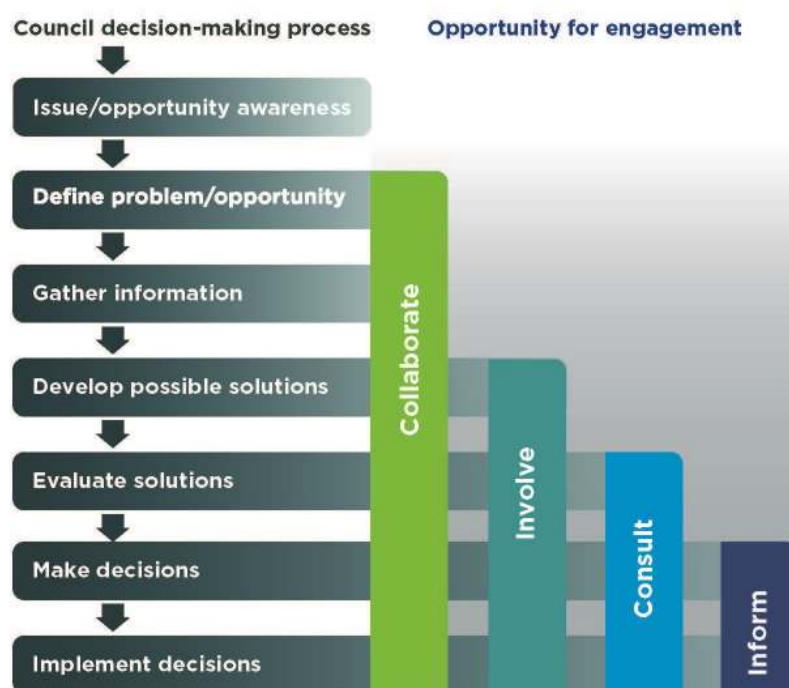 Council decision-making process
Opportunity for engagement
Issue/opportunity awareness
Define problem/opportunity
Gather information
Develop possible solutions
Evaluate solutions
Make decisions
Implement decisions
Collaborate
Involve
Consult
Inform